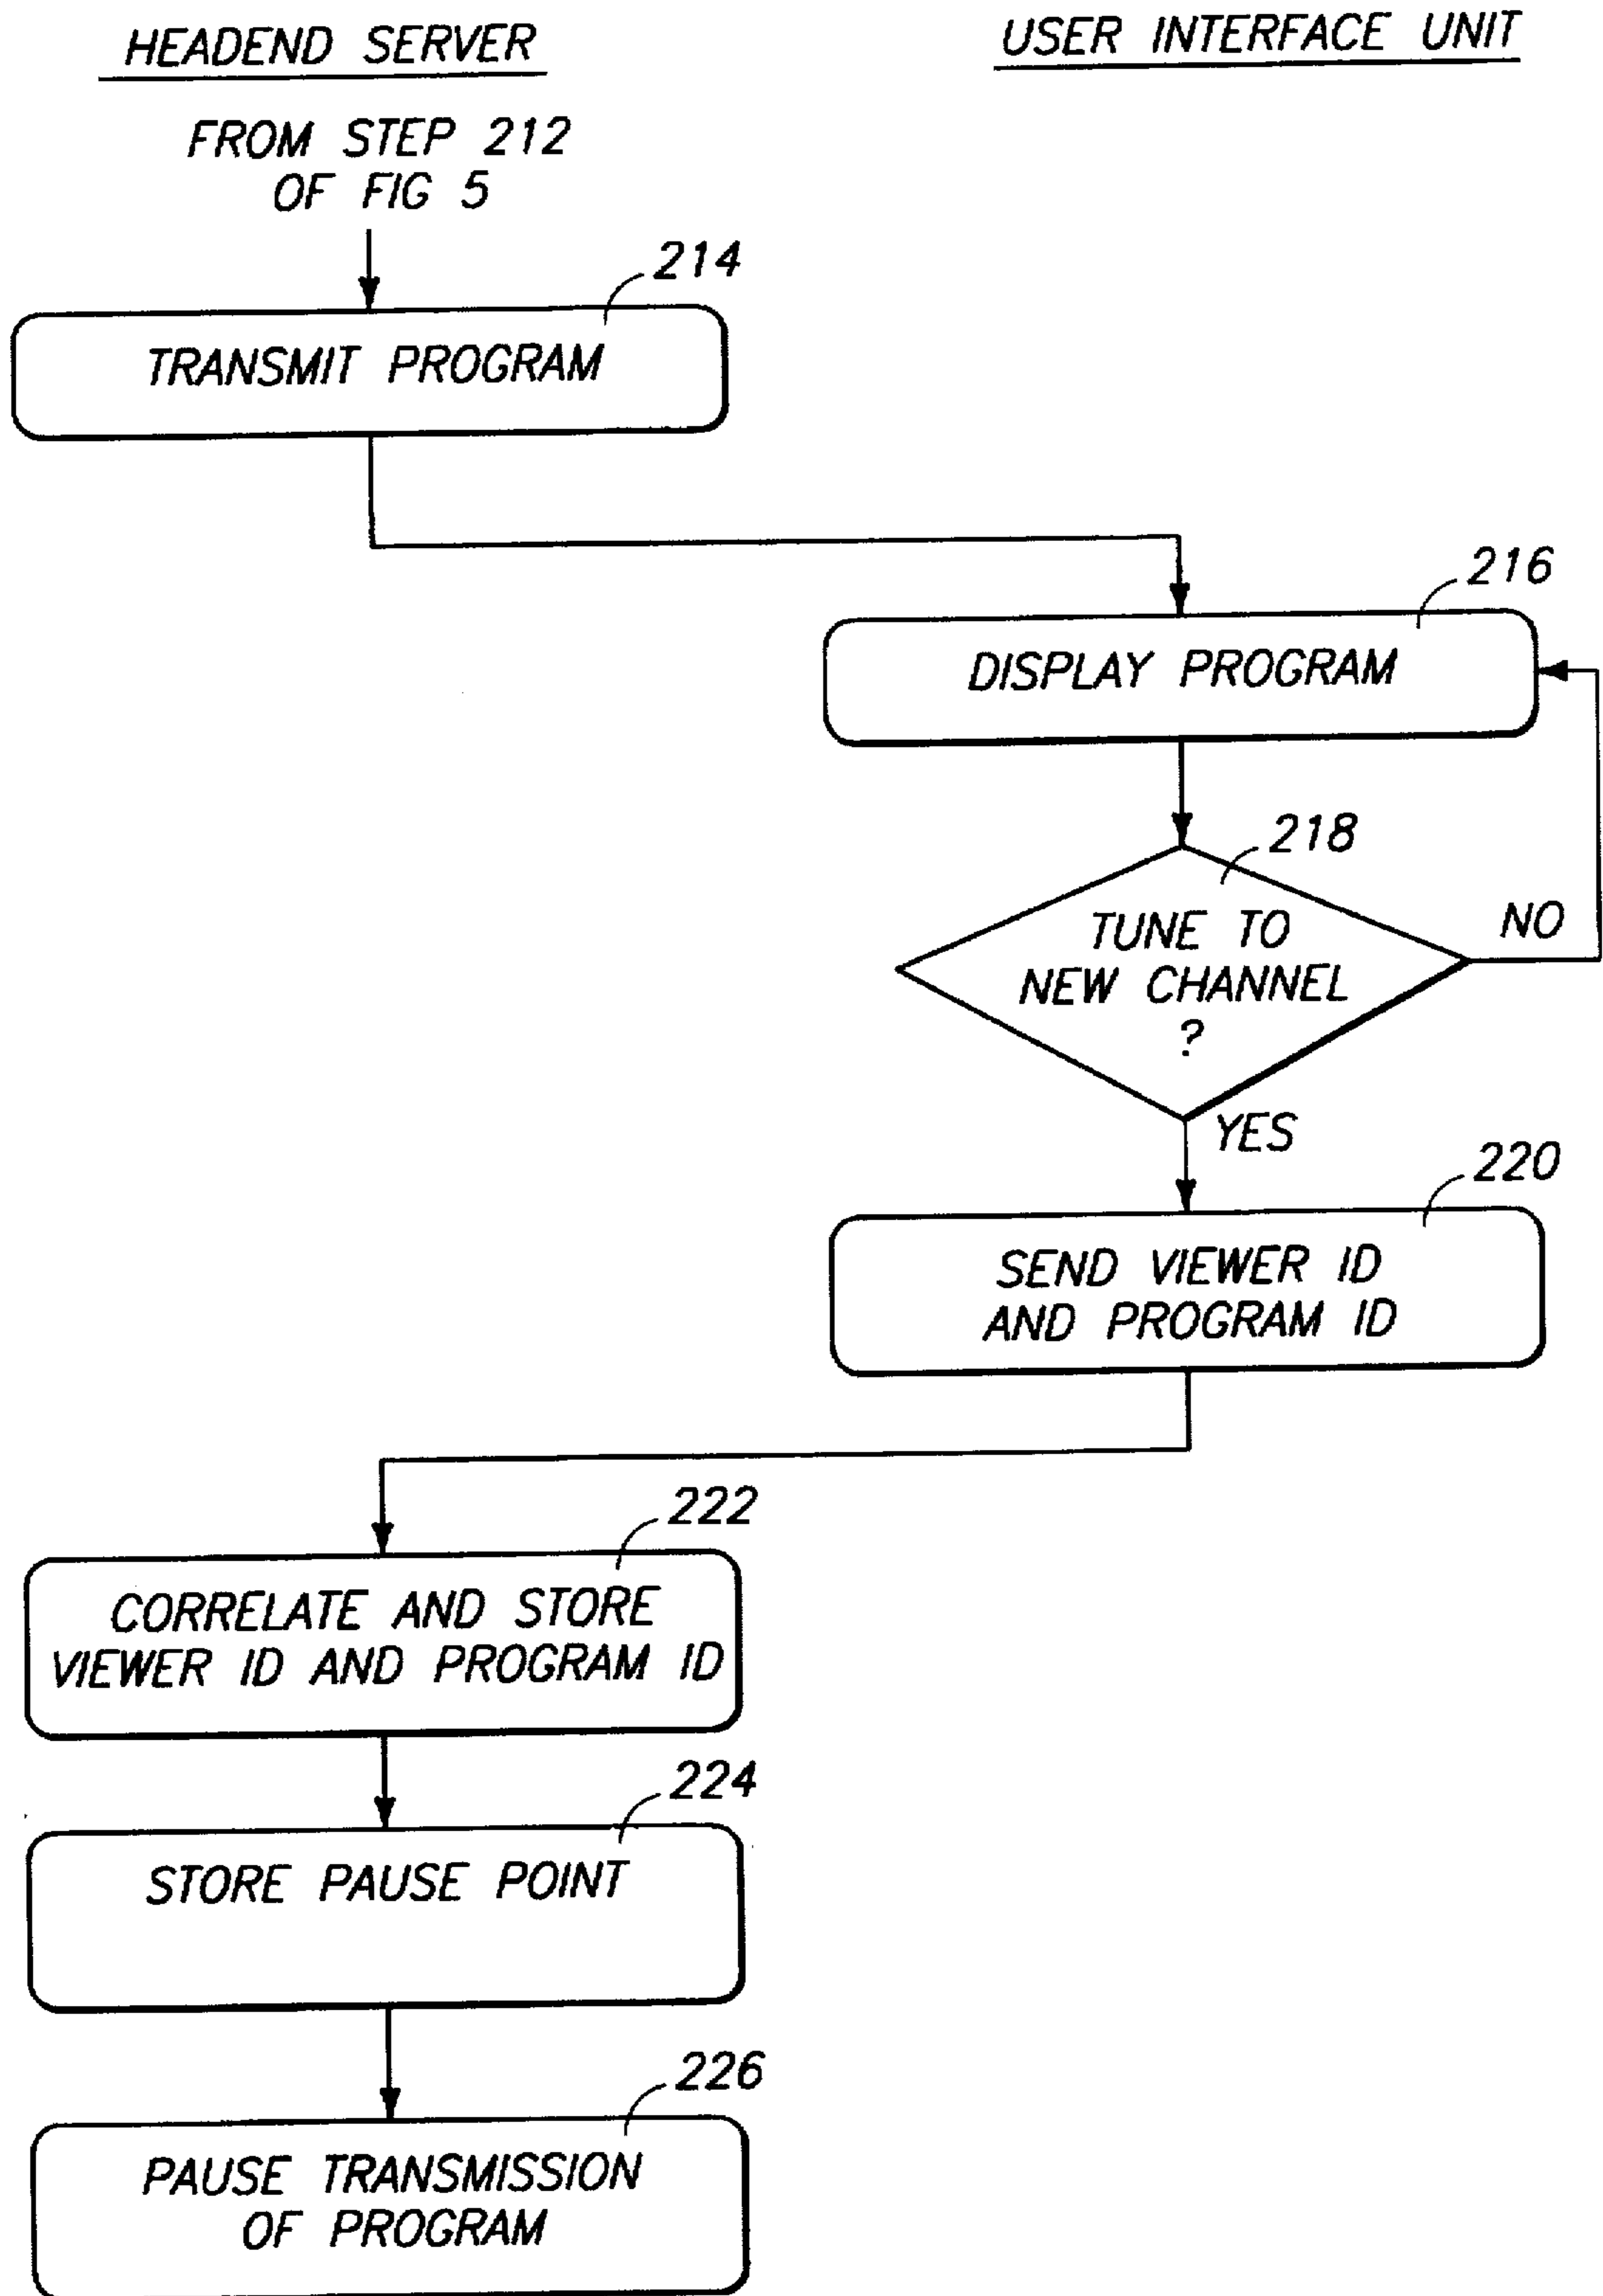 HEADEND SERVER
USER INTERFACE UNIT
FROM STEP 212
OF FIG 5
214
TRANSMIT PROGRAM
216
DISPLAY PROGRAM
218
TUNE TO
NEW CHANNEL
?
NO
YES
220
SEND VIEWER ID
AND PROGRAM ID
222
CORRELATE AND STORE
VIEWER ID AND PROGRAM ID
224
STORE PAUSE POINT
226
PAUSE TRANSMISSION
OF PROGRAM